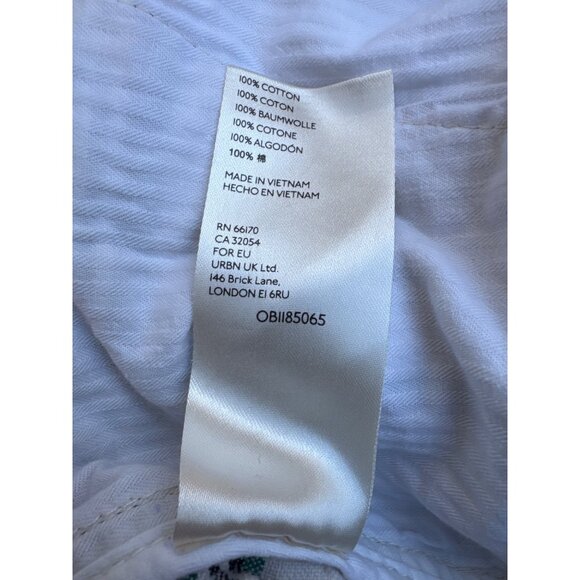 100% COTTON
100% COTON
100% BAUMWOLLE
100% COTONE
100% ALGODÓN
100% 棉
MADE IN VIETNAM
HECHO EN VIETNAM
RN 66170
CA 32054
FOR EU
URBN UK Ltd.
146 Brick Lane,
LONDON E1 6RU
OB1185065